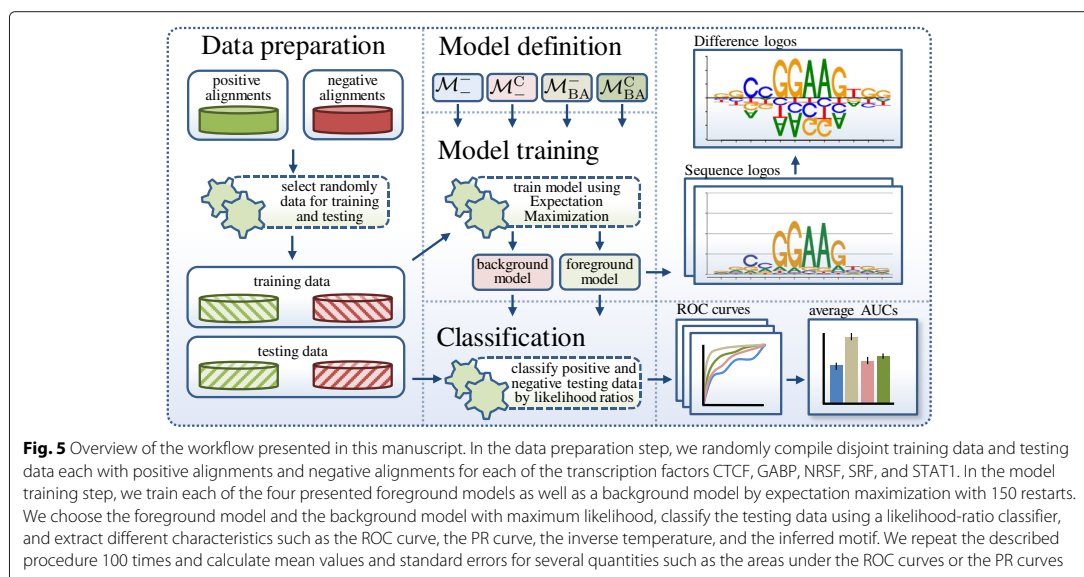 Data preparation
positive
alignments
negative
alignments
select randomly
data for training
and testing
training data
testing data
Model definition
ℳ₋⁻ ℳ₋ᶜ ℳ_BA⁻ ℳ_BAᶜ
Model training
train model using
Expectation
Maximization
background
model
foreground
model
Classification
classify positive and
negative testing data
by likelihood ratios
Difference logos
Sequence logos
GGAAG
ROC curves
average AUCs
Fig. 5 Overview of the workflow presented in this manuscript. In the data preparation step, we randomly compile disjoint training data and testing
data each with positive alignments and negative alignments for each of the transcription factors CTCF, GABP, NRSF, SRF, and STAT1. In the model
training step, we train each of the four presented foreground models as well as a background model by expectation maximization with 150 restarts.
We choose the foreground model and the background model with maximum likelihood, classify the testing data using a likelihood-ratio classifier,
and extract different characteristics such as the ROC curve, the PR curve, the inverse temperature, and the inferred motif. We repeat the described
procedure 100 times and calculate mean values and standard errors for several quantities such as the areas under the ROC curves or the PR curves